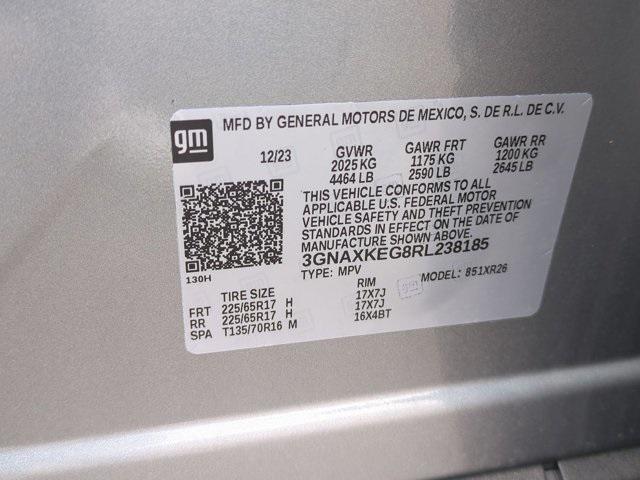 gm
MFD BY GENERAL MOTORS DE MEXICO, S. DE R.L. DE C.V.
12/23 GVWR GAWR FRT GAWR RR
2025 KG 1175 KG 1200 KG
4464 LB 2590 LB 2645 LB
THIS VEHICLE CONFORMS TO ALL
APPLICABLE U.S. FEDERAL MOTOR
VEHICLE SAFETY AND THEFT PREVENTION
STANDARDS IN EFFECT ON THE DATE OF
MANUFACTURE SHOWN ABOVE.
3GNAXKEG8RL238185
130H
TYPE: MPV MODEL: 851XR26
TIRE SIZE RIM
FRT 225/65R17 H 17X7J
RR 225/65R17 H 17X7J
SPA T135/70R16 M 16X4BT
gm